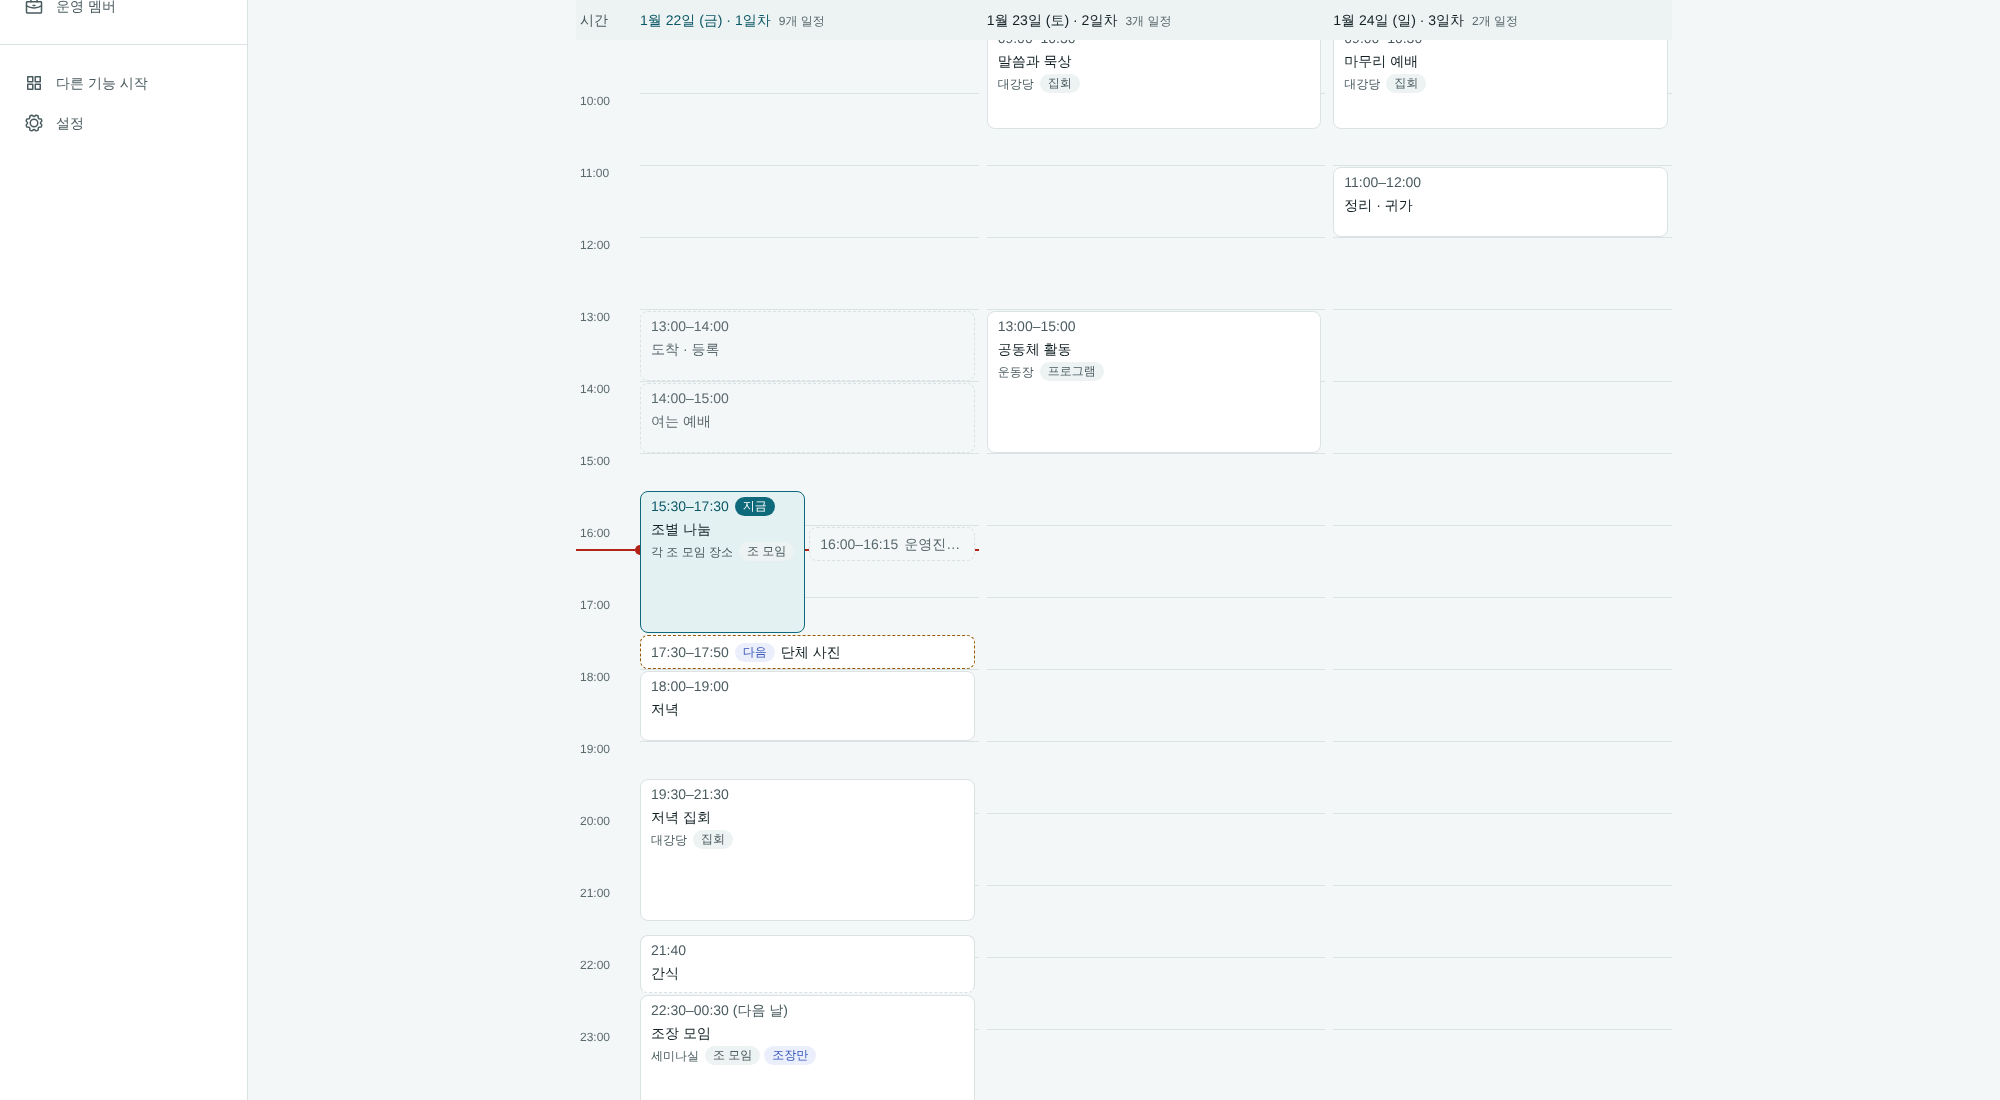 운영 멤버
다른 기능 시작
설정
시간
1월 22일 (금) · 1일차 9개 일정
1월 23일 (토) · 2일차 3개 일정
1월 24일 (일) · 3일차 2개 일정
10:00
11:00
12:00
13:00
14:00
15:00
16:00
17:00
18:00
19:00
20:00
21:00
22:00
23:00
13:00–14:00
도착 · 등록
14:00–15:00
여는 예배
15:30–17:30 지금
조별 나눔
각 조 모임 장소 조 모임
16:00–16:15 운영진…
17:30–17:50 다음 단체 사진
18:00–19:00
저녁
19:30–21:30
저녁 집회
대강당 집회
21:40
간식
22:30–00:30 (다음 날)
조장 모임
세미나실 조 모임 조장만
말씀과 묵상
대강당 집회
13:00–15:00
공동체 활동
운동장 프로그램
마무리 예배
대강당 집회
11:00–12:00
정리 · 귀가